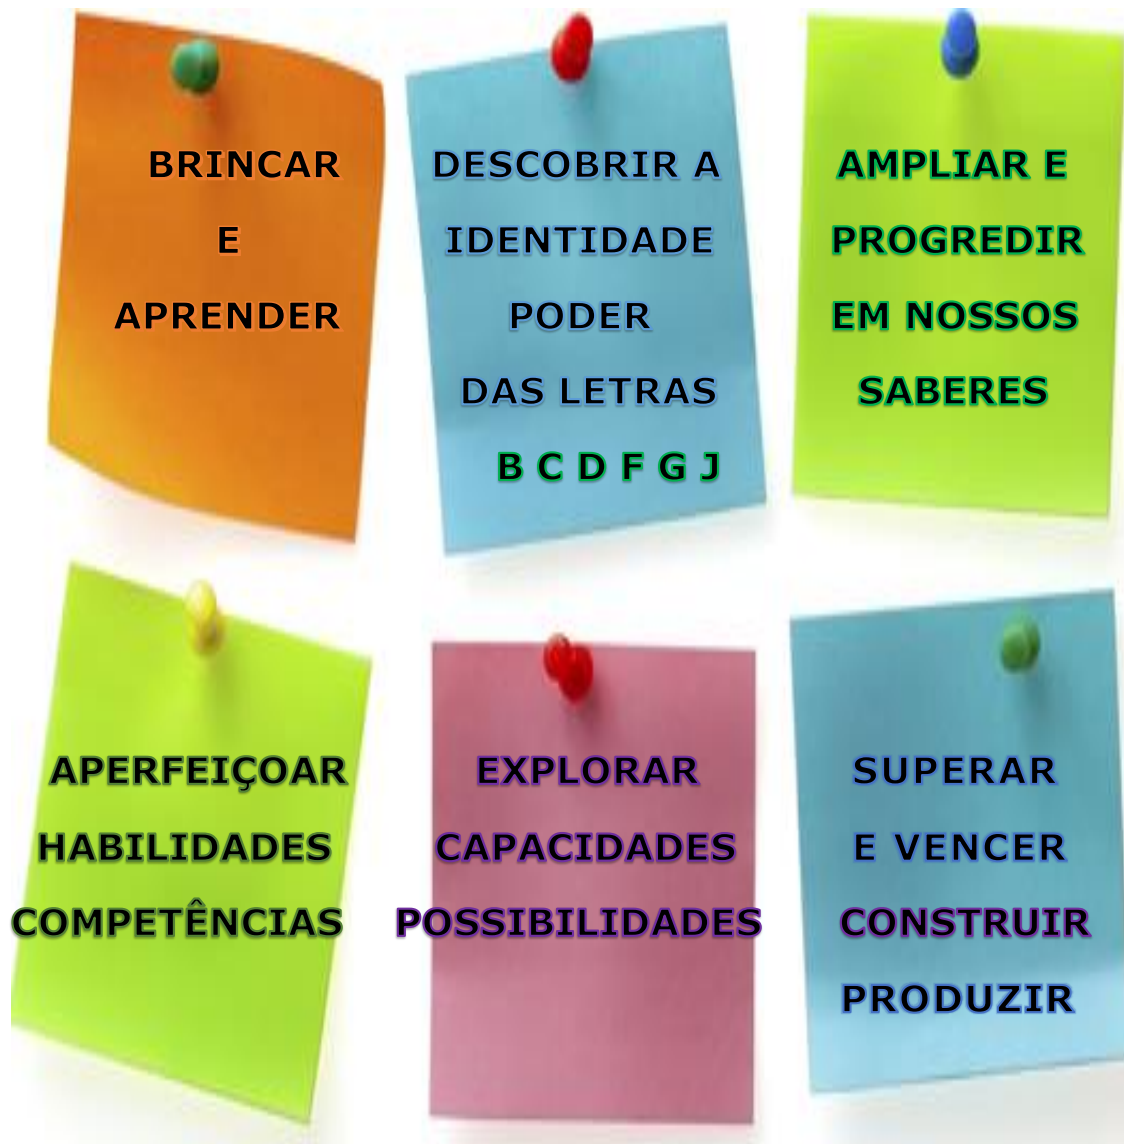 BRINCAR
E
APRENDER
DESCOBRIR A
IDENTIDADE
PODER
DAS LETRAS
B C D F G J
AMPLIAR E
PROGREDIR
EM NOSSOS
SABERES
APERFEIÇOAR
HABILIDADES
COMPETÊNCIAS
EXPLORAR
CAPACIDADES
POSSIBILIDADES
SUPERAR
E VENCER
CONSTRUIR
PRODUZIR